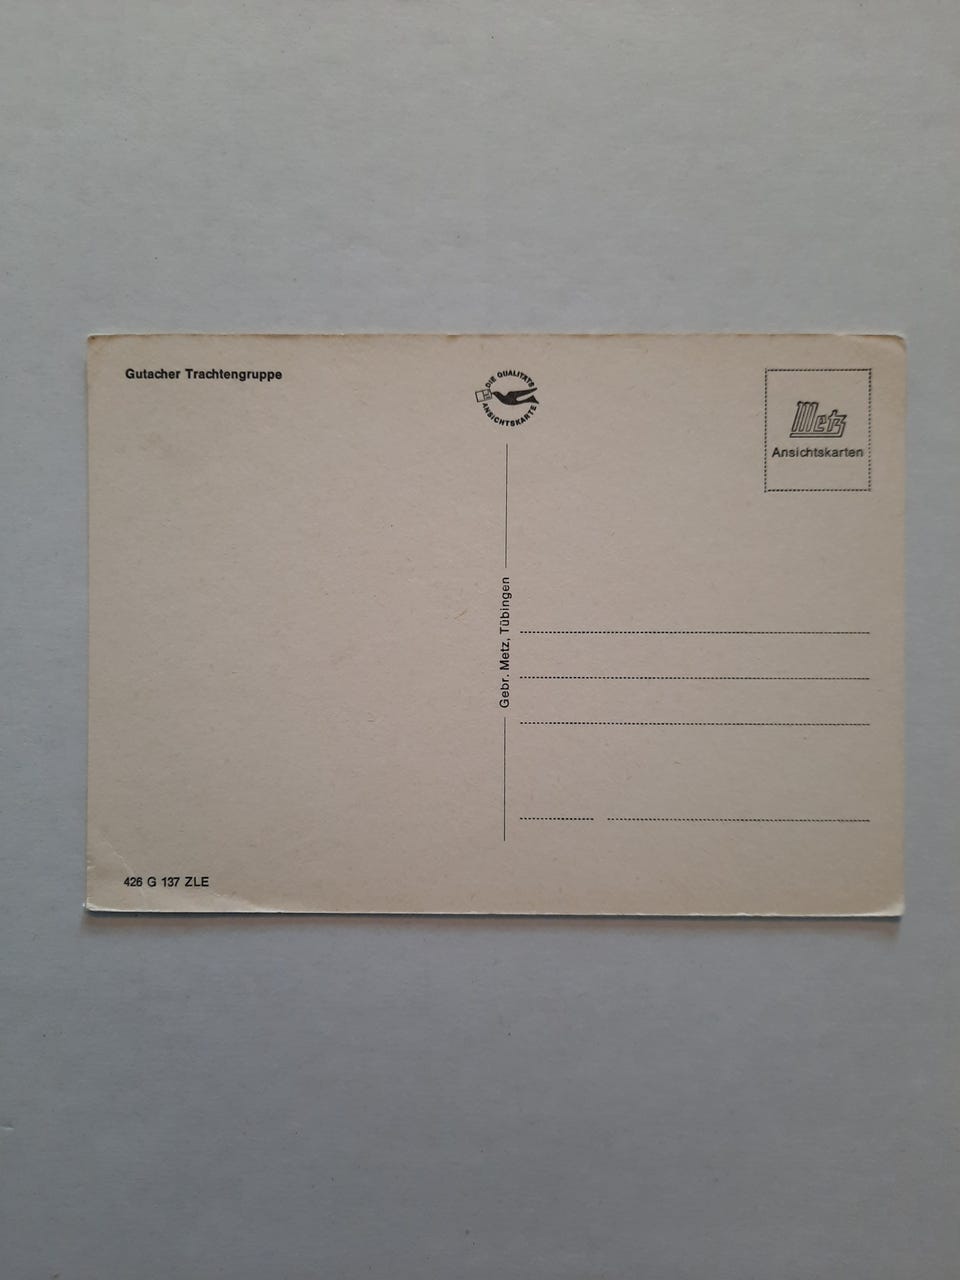 Gutacher Trachtengruppe
DIE QUALITÄTS
ANSICHTSKARTE
Metz
Ansichtskarten
Gebr. Metz, Tübingen
426 G 137 ZLE